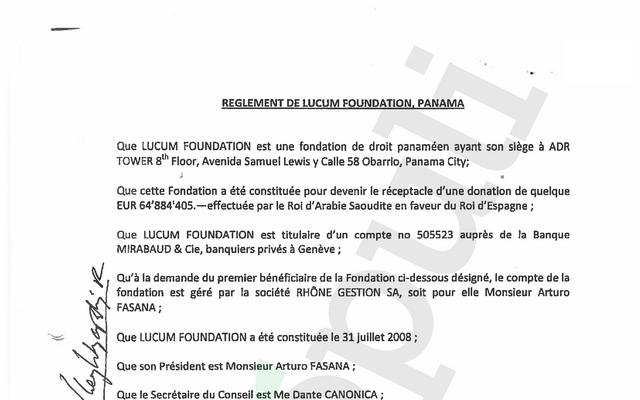 REGLEMENT DE LUCUM FOUNDATION, PANAMA
Que LUCUM FOUNDATION est une fondation de droit panaméen ayant son siège à ADR
TOWER 8th Floor, Avenida Samuel Lewis y Calle 58 Obarrio, Panama City;
Que cette Fondation a été constituée pour devenir le réceptacle d'une donation de quelque
EUR 64'884'405.—effectuée par le Roi d'Arabie Saoudite en faveur du Roi d'Espagne ;
Que LUCUM FOUNDATION est titulaire d'un compte no 505523 auprès de la Banque
MIRABAUD & Cie, banquiers privés à Genève ;
Qu'à la demande du premier bénéficiaire de la Fondation ci-dessous désigné, le compte de la
fondation est géré par la société RHÔNE GESTION SA, soit pour elle Monsieur Arturo
FASANA ;
Que LUCUM FOUNDATION a été constituée le 31 juillet 2008 ;
Que son Président est Monsieur Arturo FASANA ;
Que le Secrétaire du Conseil est Me Dante CANONICA ;